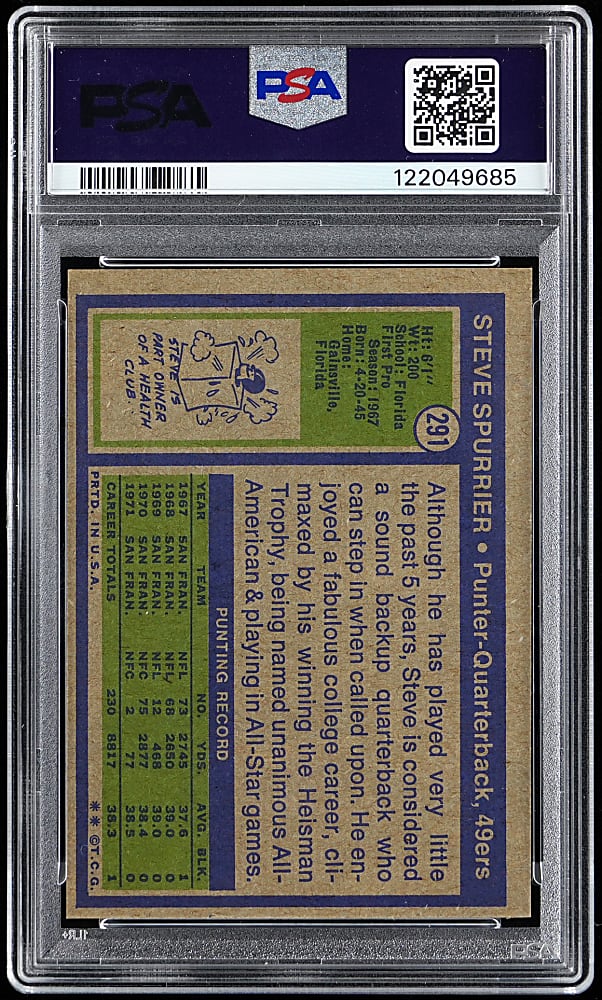 PSA
PSA
122049685
STEVE SPURRIER • Punter-Quarterback, 49ers
291
Ht: 6'1"
Wt: 200
School: Florida
First Pro
Season: 1967
Born: 4-20-45
Home:
Gainsville,
Florida
STEVE IS
PART OWNER
OF A HEALTH
CLUB
Although he has played very little
the past 5 years, Steve is considered
a sound backup quarterback who
can step in when called upon. He en-
joyed a fabulous college career, cli-
maxed by his winning the Heisman
Trophy, being named unanimous All-
American & playing in All-Star games.
PUNTING RECORD
YEAR TEAM NO. YDS. AVG. BLK.
1967 SAN FRAN. NFL 73 2745 37.6 1
1968 SAN FRAN. NFL 68 2650 39.0 0
1969 SAN FRAN. NFL 12 468 39.0 0
1970 SAN FRAN. NFC 75 2877 38.4 0
1971 SAN FRAN. NFC 2 77 38.5 0
CAREER TOTALS 230 8817 38.3 1
PRTD. IN U.S.A. ** ©T.C.G.
PSA